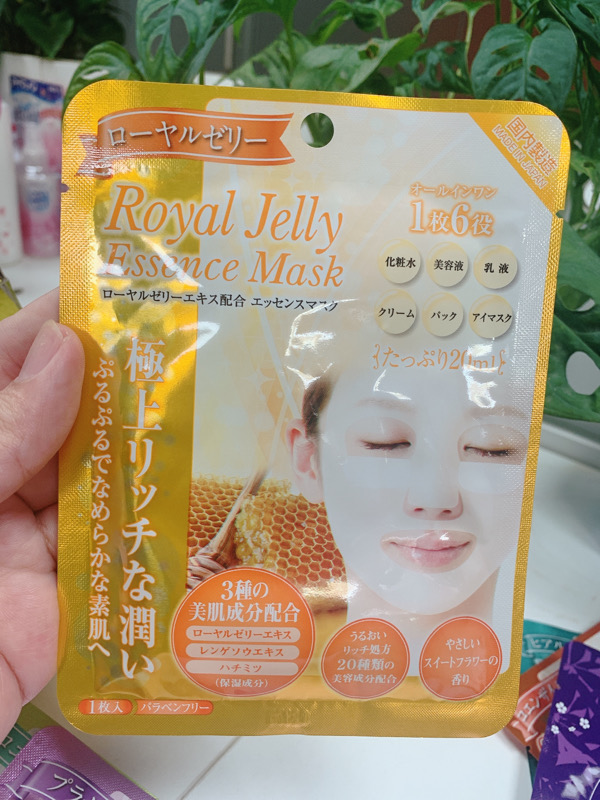 ローヤルゼリー
国内製造
MADE IN JAPAN
Royal Jelly
Essence Mask
ローヤルゼリーエキス配合 エッセンスマスク
オールインワン
1枚6役
化粧水
美容液
乳液
クリーム
パック
アイマスク
たっぷり20ml
極上リッチな潤い
ぷるぷるでなめらかな素肌へ
3種の
美肌成分配合
ローヤルゼリーエキス
レンゲソウエキス
ハチミツ
(保湿成分)
うるおい
リッチ処方
20種類の
美容成分配合
やさしい
スイートフラワーの
香り
1枚入
パラベンフリー